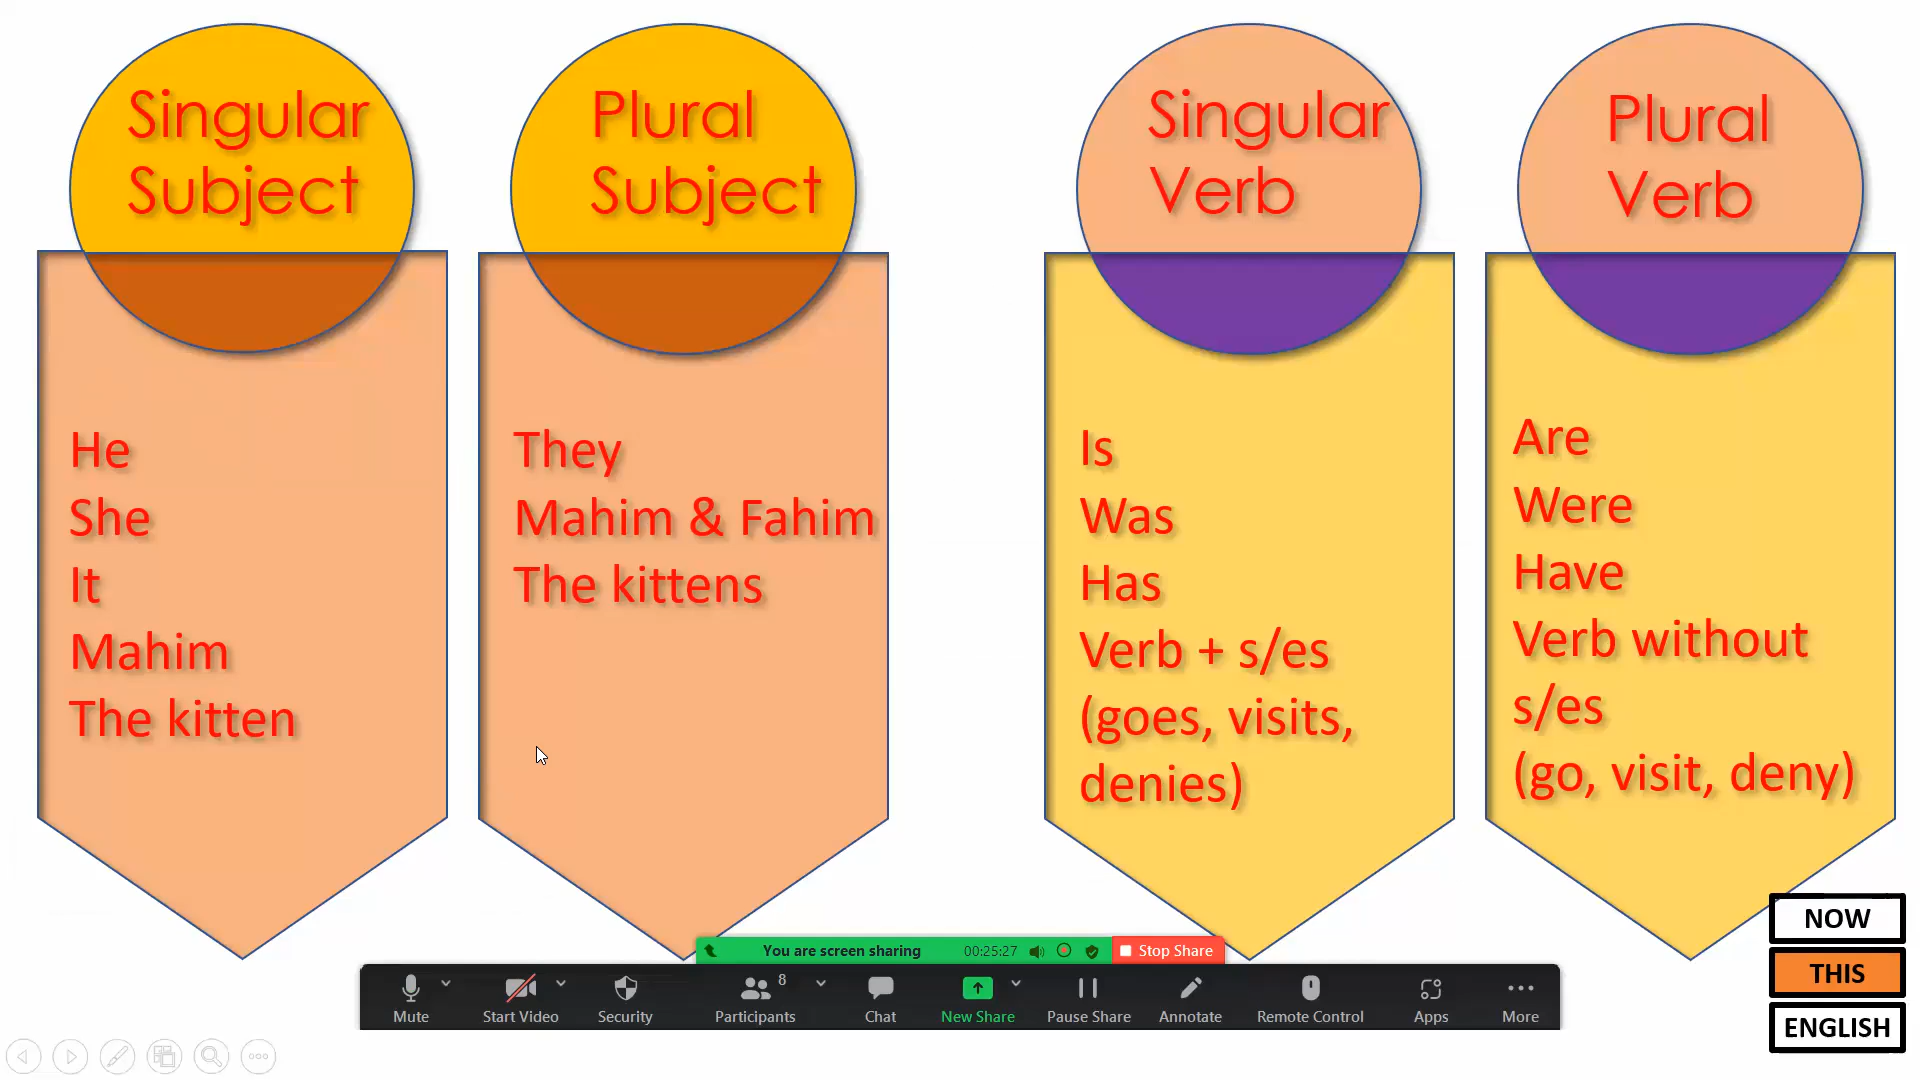 Singular
Subject
He
She
It
Mahim
The kitten
Plural
Subject
They
Mahim & Fahim
The kittens
Singular
Verb
Is
Was
Has
Verb + s/es
(goes, visits,
denies)
Plural
Verb
Are
Were
Have
Verb without
s/es
(go, visit, deny)
NOW
THIS
ENGLISH
You are screen sharing 00:25:27 Stop Share
8
Mute Start Video Security Participants Chat New Share Pause Share Annotate Remote Control Apps More